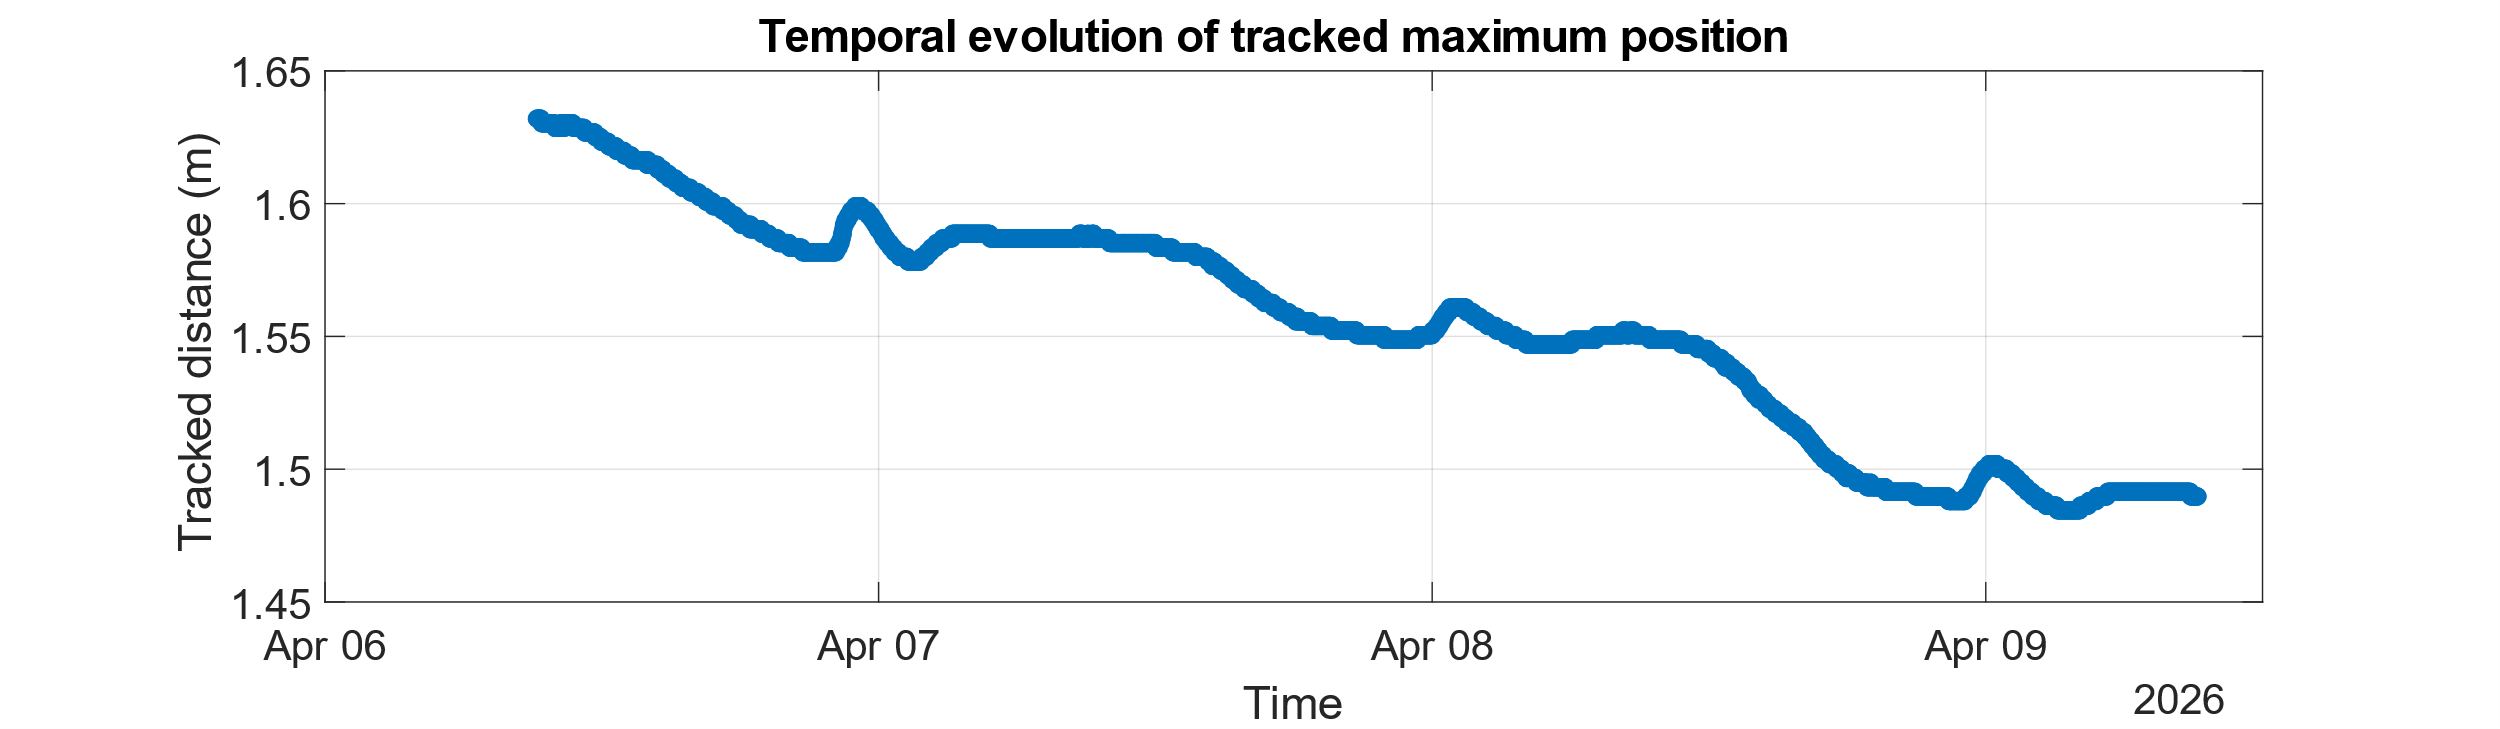 Temporal evolution of tracked maximum position
Tracked distance (m)
1.65
1.6
1.55
1.5
1.45
Apr 06
Apr 07
Apr 08
Apr 09
Time
2026